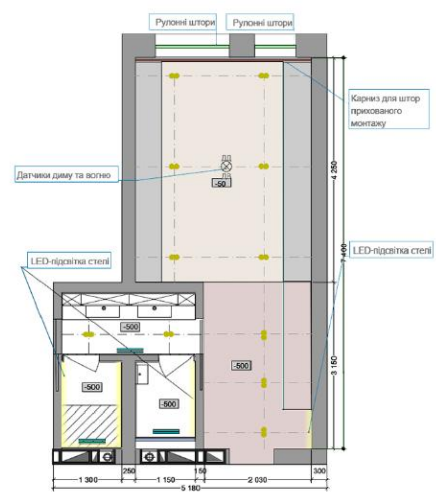 Рулонні штори
Рулонні штори
Карниз для штор
прихованого
монтажу
Датчики диму та вогню
-50
4 250
7 400
LED-підсвітка стелі
LED-підсвітка стелі
-500
-500
-500
-500
3 150
250
150
300
1 300
1 150
2 030
5 180